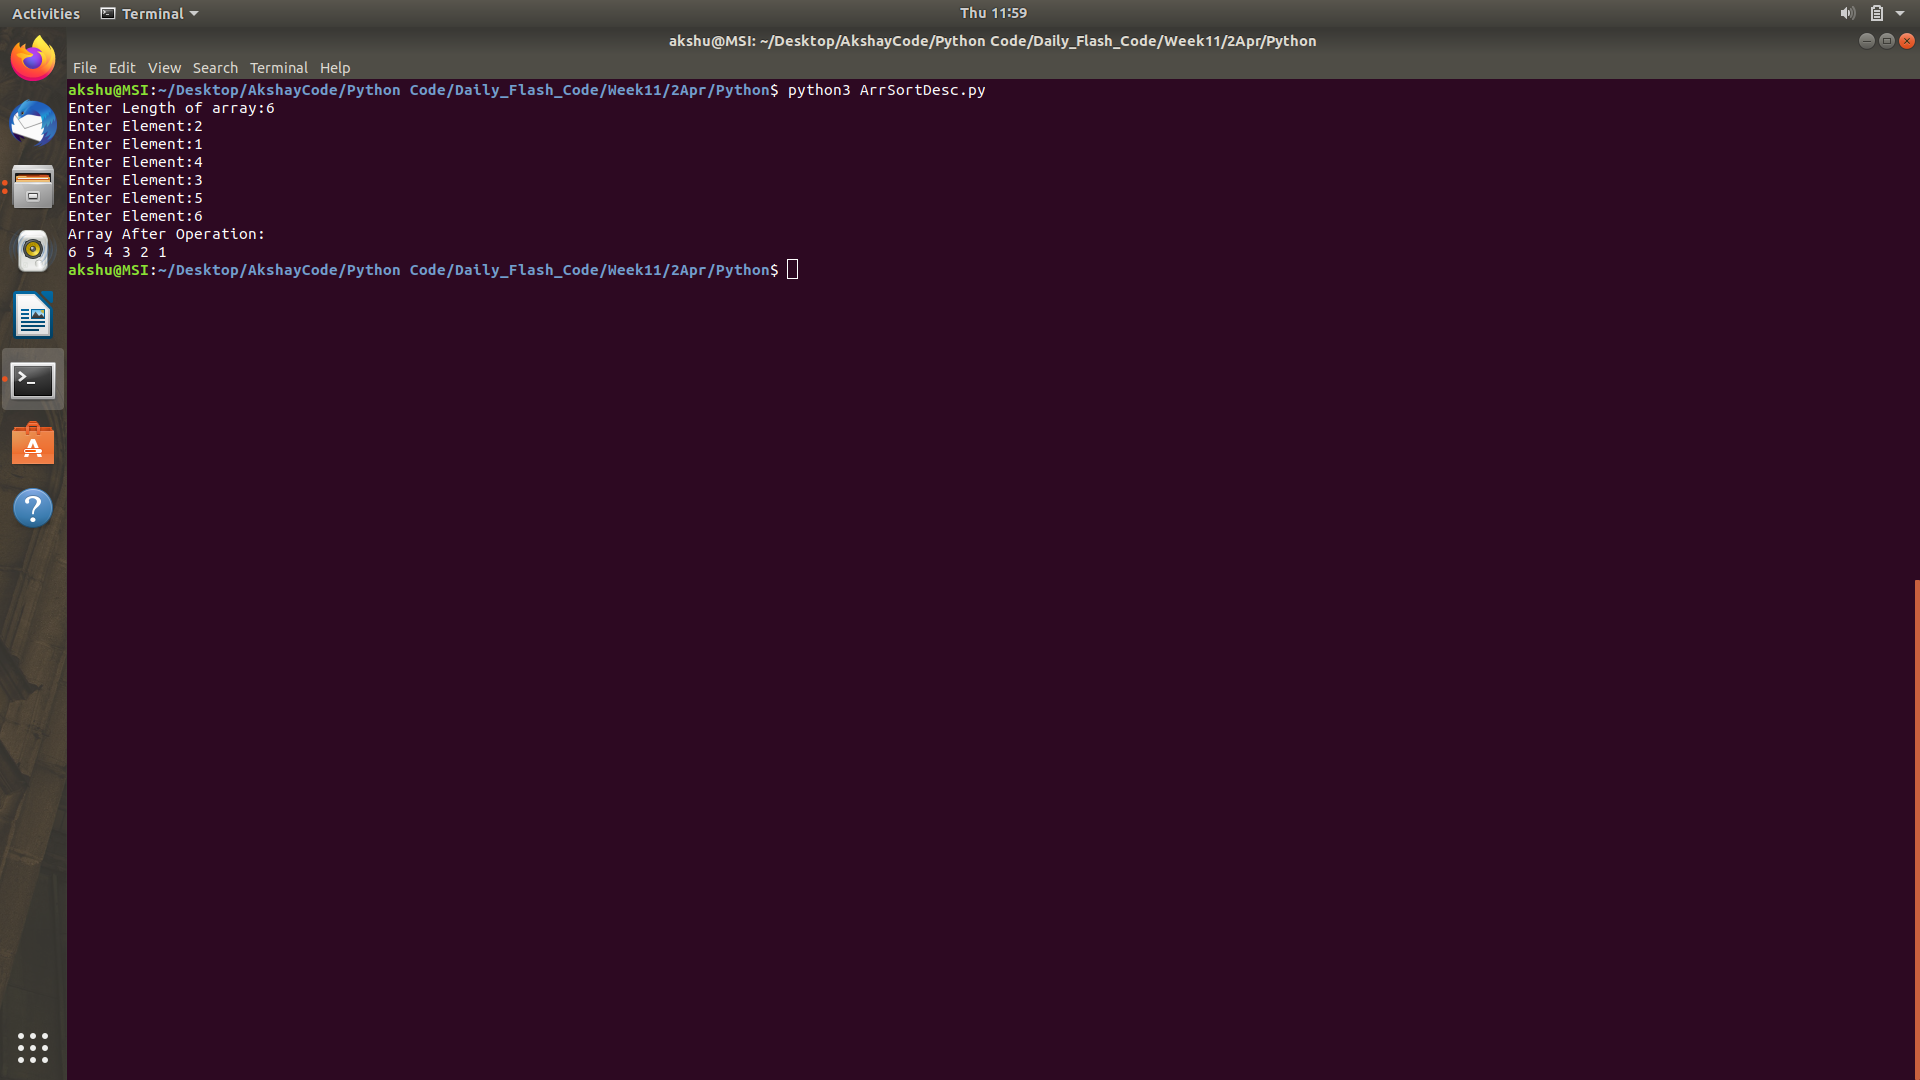 Activities Terminal Thu 11:59
akshu@MSI: ~/Desktop/AkshayCode/Python Code/Daily_Flash_Code/Week11/2Apr/Python
File Edit View Search Terminal Help
akshu@MSI:~/Desktop/AkshayCode/Python Code/Daily_Flash_Code/Week11/2Apr/Python$ python3 ArrSortDesc.py
Enter Length of array:6
Enter Element:2
Enter Element:1
Enter Element:4
Enter Element:3
Enter Element:5
Enter Element:6
Array After Operation:
6 5 4 3 2 1
akshu@MSI:~/Desktop/AkshayCode/Python Code/Daily_Flash_Code/Week11/2Apr/Python$